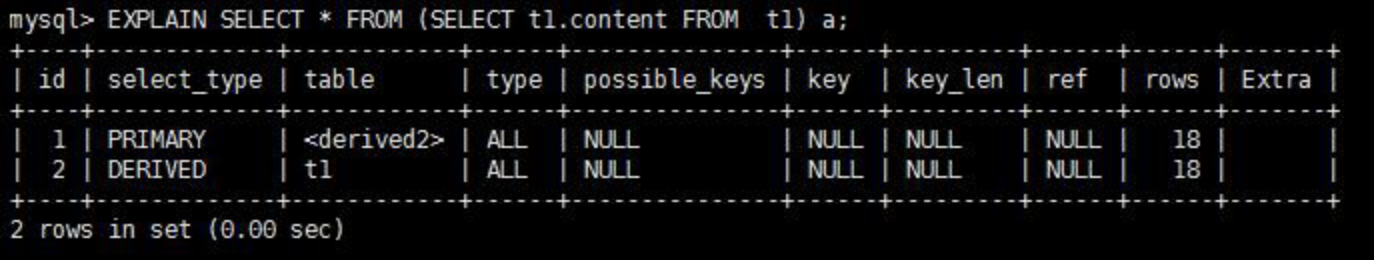 mysql> EXPLAIN SELECT * FROM (SELECT t1.content FROM  t1) a;
+----+-------------+------------+------+---------------+------+---------+------+------+-------+
| id | select_type | table      | type | possible_keys | key  | key_len | ref  | rows | Extra |
+----+-------------+------------+------+---------------+------+---------+------+------+-------+
|  1 | PRIMARY     | <derived2> | ALL  | NULL          | NULL | NULL    | NULL |   18 |       |
|  2 | DERIVED     | t1         | ALL  | NULL          | NULL | NULL    | NULL |   18 |       |
+----+-------------+------------+------+---------------+------+---------+------+------+-------+
2 rows in set (0.00 sec)